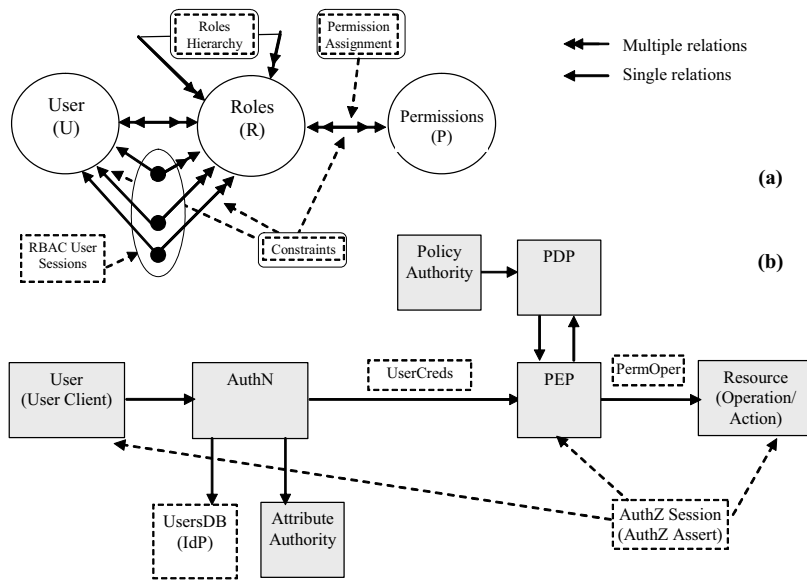 Roles
Hierarchy
Permission
Assignment
Multiple relations
Single relations
User
(U)
Roles
(R)
Permissions
(P)
(a)
RBAC User
Sessions
Constraints
Policy
Authority
PDP
(b)
User
(User Client)
AuthN
UserCreds
PEP
PermOper
Resource
(Operation/
Action)
UsersDB
(IdP)
Attribute
Authority
AuthZ Session
(AuthZ Assert)